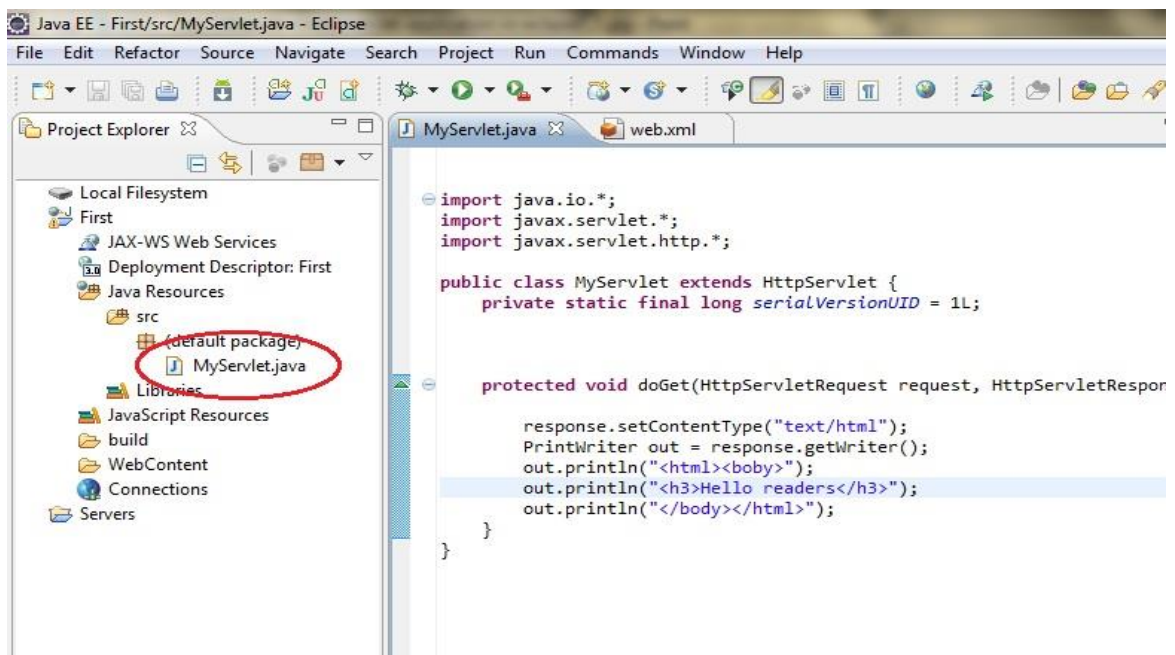 Java EE - First/src/MyServlet.java - Eclipse
File Edit Refactor Source Navigate Search Project Run Commands Window Help
Project Explorer
MyServlet.java
web.xml
Local Filesystem
First
JAX-WS Web Services
3.0 Deployment Descriptor: First
Java Resources
src
(default package)
MyServlet.java
Libraries
JavaScript Resources
build
WebContent
Connections
Servers
import java.io.*;
import javax.servlet.*;
import javax.servlet.http.*;
public class MyServlet extends HttpServlet {
private static final long serialVersionUID = 1L;
protected void doGet(HttpServletRequest request, HttpServletRespon
response.setContentType("text/html");
PrintWriter out = response.getWriter();
out.println("<html><boby>");
out.println("<h3>Hello readers</h3>");
out.println("</body></html>");
}
}